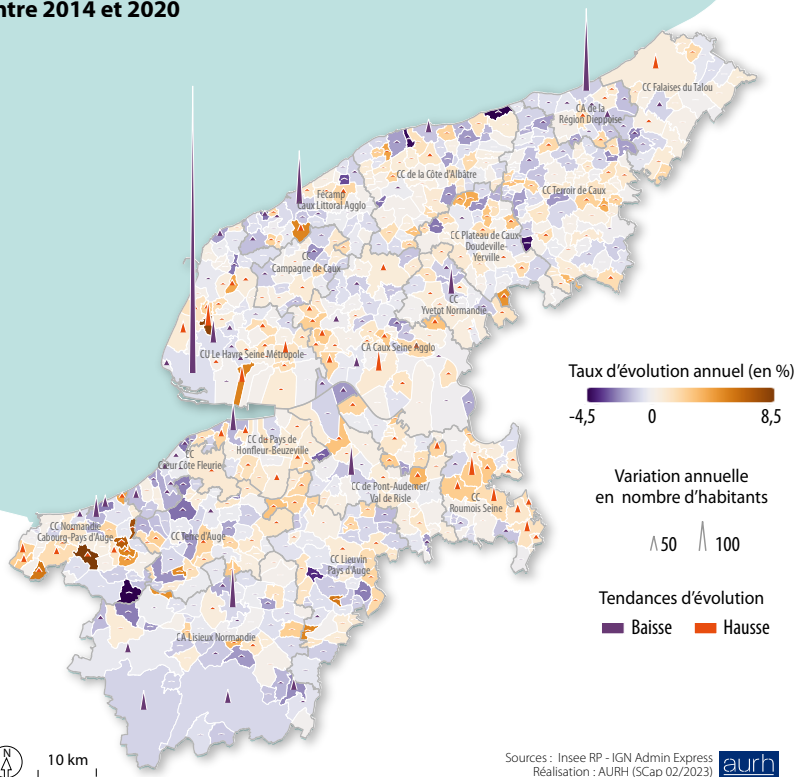 ntre 2014 et 2020
CC Falaises du Talou
CA de la
Région Dieppoise
CC de la Côte d'Albâtre
CC Terroir de Caux
Fécamp
Caux Littoral Agglo
CC Plateau de Caux-
Doudeville-
Yerville
CC
Campagne de Caux
CC
Yvetot Normandie
CU Le Havre Seine Métropole
CA Caux Seine Agglo
Taux d'évolution annuel (en %)
-4,5 0 8,5
CC du Pays de
Honfleur-Beuzeville
CC
Cœur Côte Fleurie
Variation annuelle
en nombre d'habitants
50 100
CC de Pont-Audemer/
Val de Risle
CC
Roumois Seine
CC Normandie
Cabourg-Pays d'Auge
CC Terre d'Auge
CC Lieuvin
Pays d'Auge
Tendances d'évolution
Baisse Hausse
CA Lisieux Normandie
N
10 km
Sources : Insee RP - IGN Admin Express
Réalisation : AURH (SCap 02/2023)
aurh